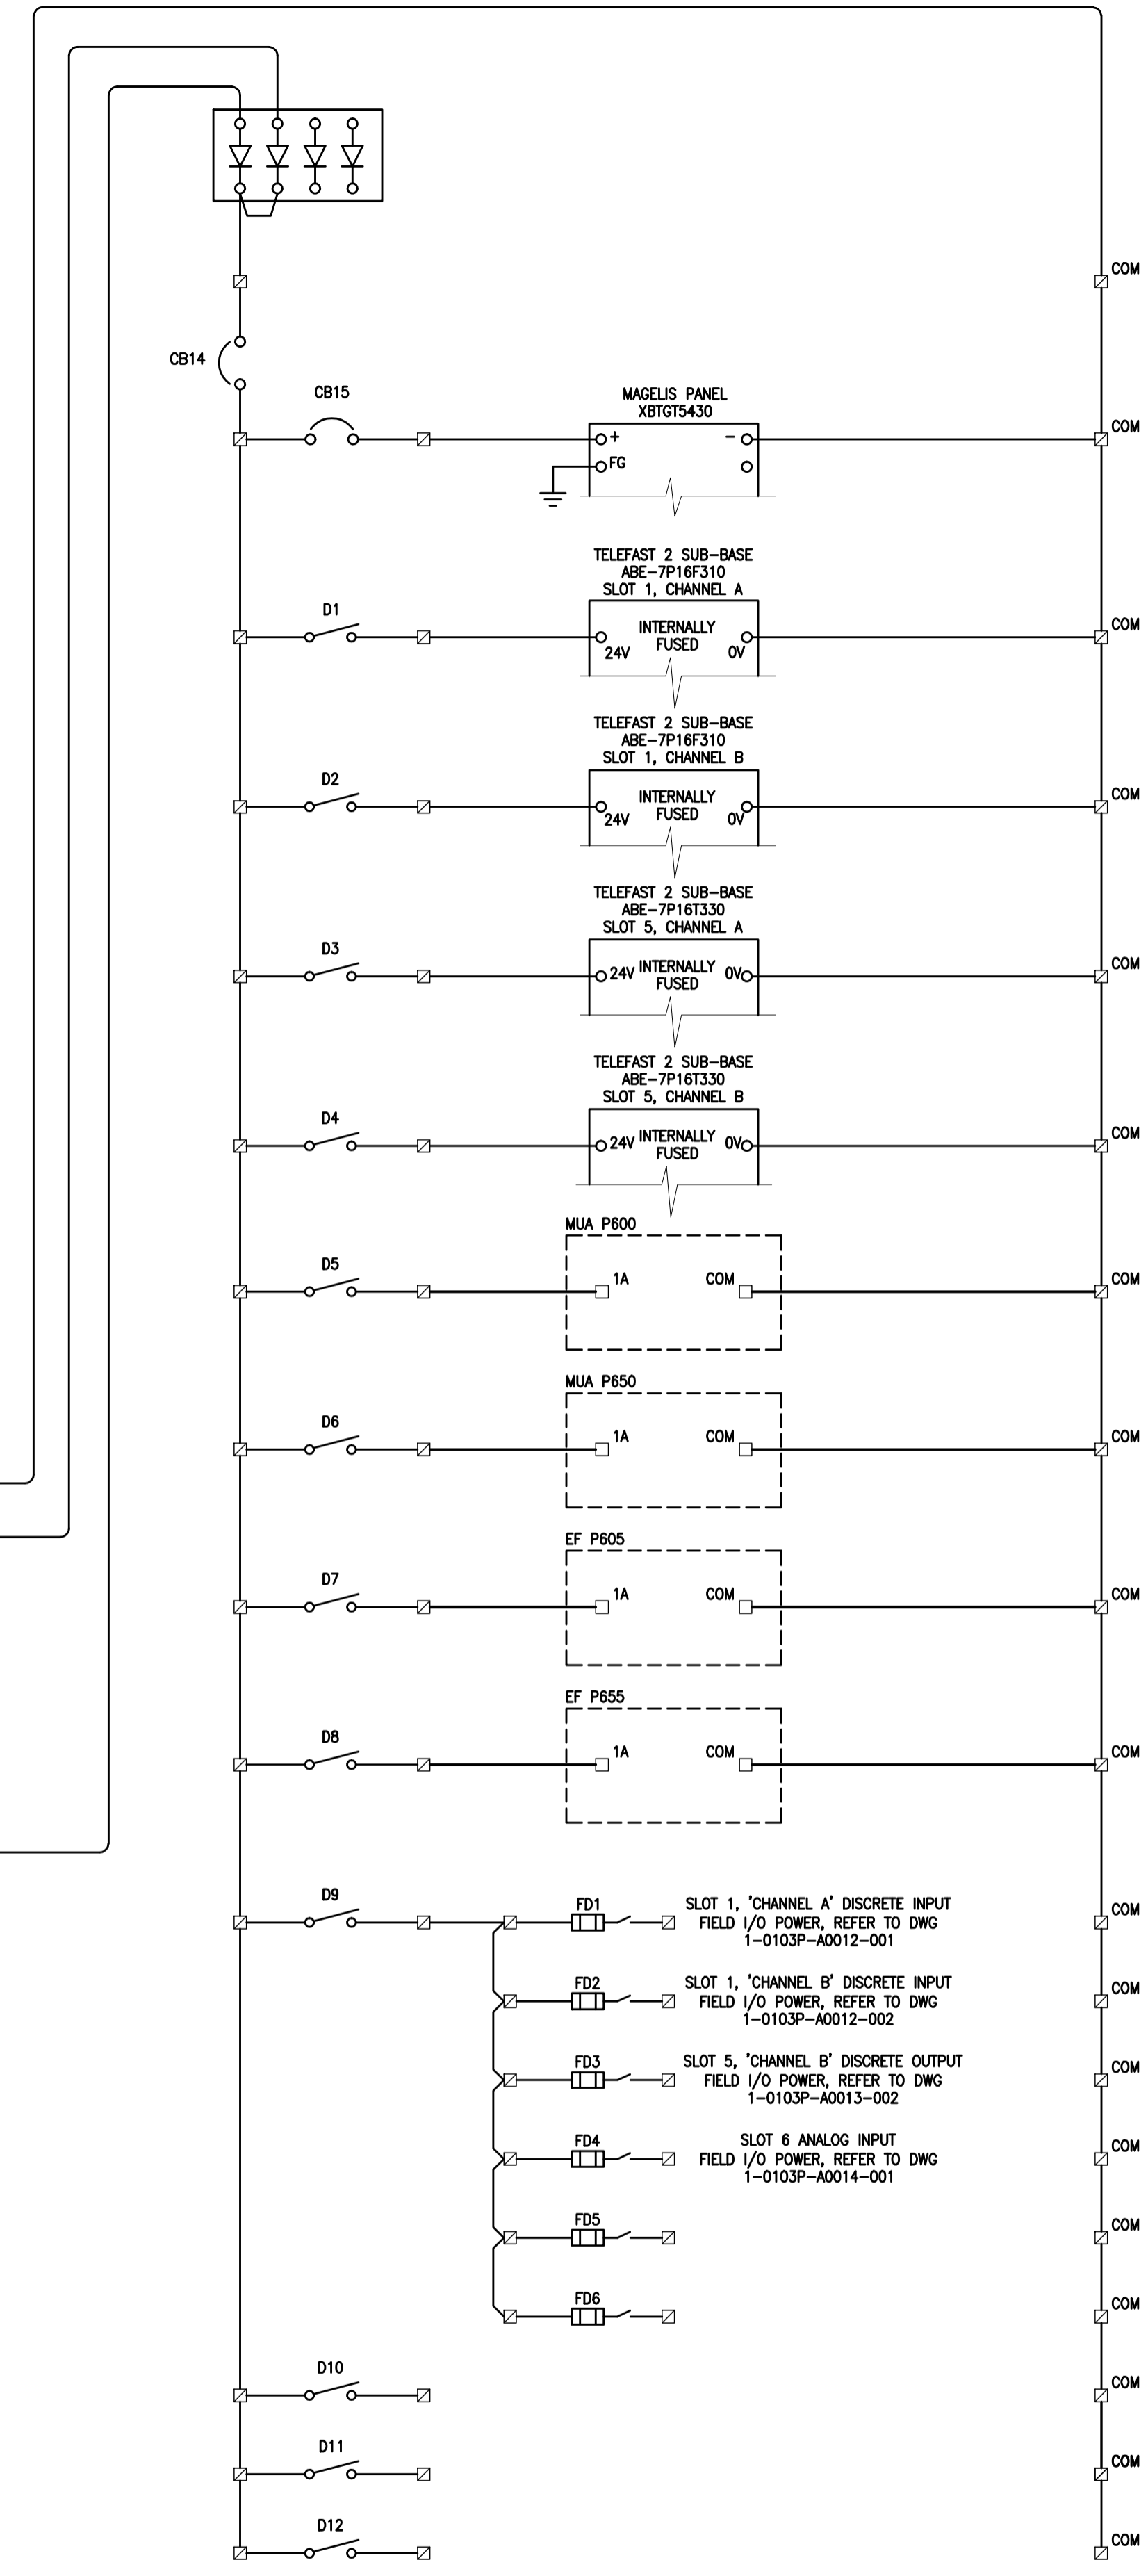 COM
CB14
CB15
MAGELIS PANEL
XBTGT5430
COM
+
−
FG
TELEFAST 2 SUB-BASE
ABE-7P16F310
SLOT 1, CHANNEL A
D1
INTERNALLY
FUSED
24V
0V
COM
TELEFAST 2 SUB-BASE
ABE-7P16F310
SLOT 1, CHANNEL B
D2
INTERNALLY
FUSED
24V
0V
COM
TELEFAST 2 SUB-BASE
ABE-7P16T330
SLOT 5, CHANNEL A
D3
24V
INTERNALLY
FUSED
0V
COM
TELEFAST 2 SUB-BASE
ABE-7P16T330
SLOT 5, CHANNEL B
D4
24V
INTERNALLY
FUSED
0V
COM
MUA P600
D5
1A
COM
COM
MUA P650
D6
1A
COM
COM
EF P605
D7
1A
COM
COM
EF P655
D8
1A
COM
COM
D9
FD1
SLOT 1, 'CHANNEL A' DISCRETE INPUT
FIELD I/O POWER, REFER TO DWG
1-0103P-A0012-001
COM
FD2
SLOT 1, 'CHANNEL B' DISCRETE INPUT
FIELD I/O POWER, REFER TO DWG
1-0103P-A0012-002
COM
FD3
SLOT 5, 'CHANNEL B' DISCRETE OUTPUT
FIELD I/O POWER, REFER TO DWG
1-0103P-A0013-002
COM
FD4
SLOT 6 ANALOG INPUT
FIELD I/O POWER, REFER TO DWG
1-0103P-A0014-001
COM
FD5
COM
FD6
COM
D10
COM
D11
COM
D12
COM